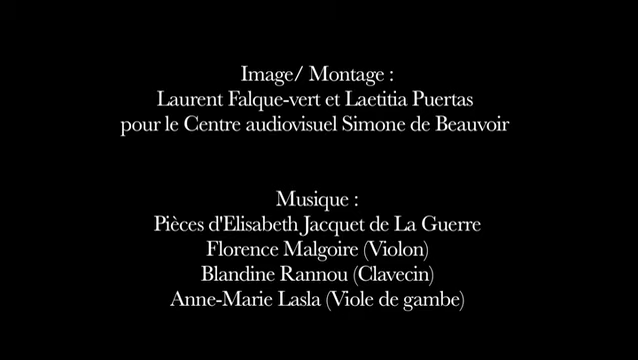 Image/ Montage :
Laurent Falque-vert et Laetitia Puertas
pour le Centre audiovisuel Simone de Beauvoir
Musique :
Pièces d'Elisabeth Jacquet de La Guerre
Florence Malgoire (Violon)
Blandine Rannou (Clavecin)
Anne-Marie Lasla (Viole de gambe)